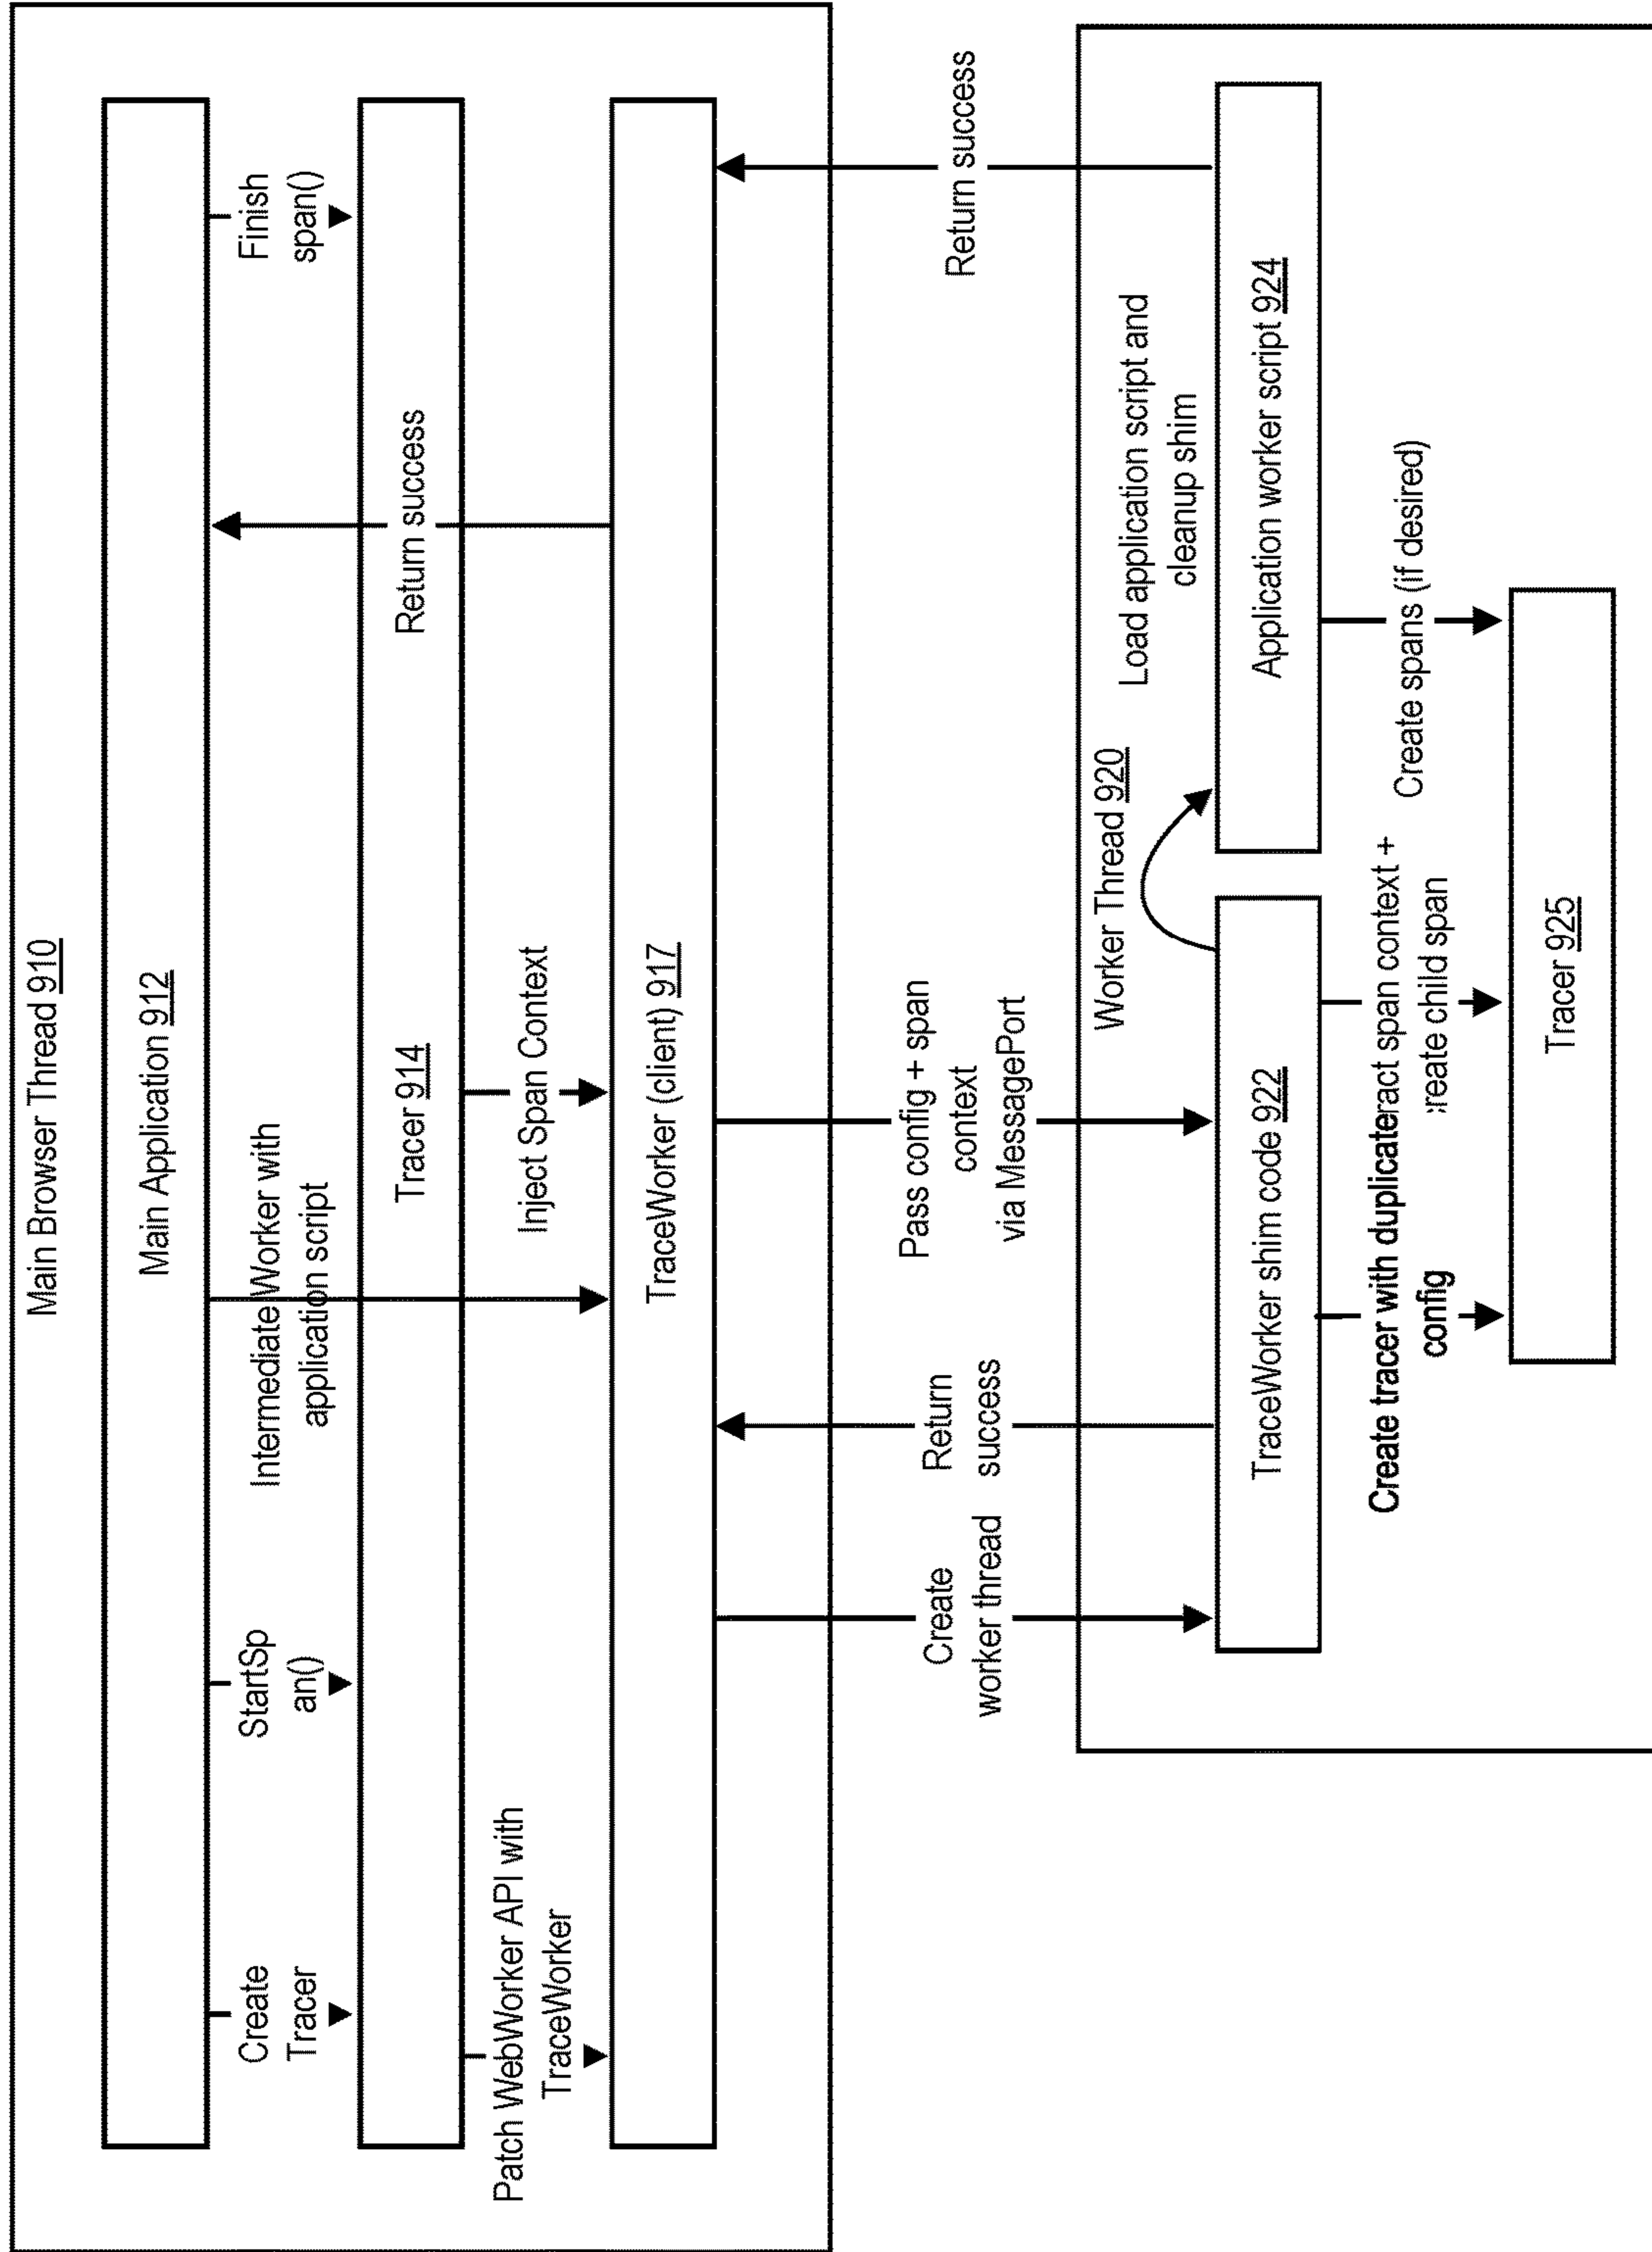 Main Browser Thread 910
Main Application 912
Create
Tracer
StartSp
an()
Intermediate Worker with
application script
Finish
span()
Tracer 914
Patch WebWorker API with
TraceWorker
Inject Span Context
Return success
TraceWorker (client) 917
Create
worker thread
Return
success
Pass config + span
context
via MessagePort
Return success
Worker Thread 920
Load application script and
cleanup shim
TraceWorker shim code 922
Application worker script 924
Create tracer with duplicate
config
ract span context +
reate child span
Create spans (if desired)
Tracer 925